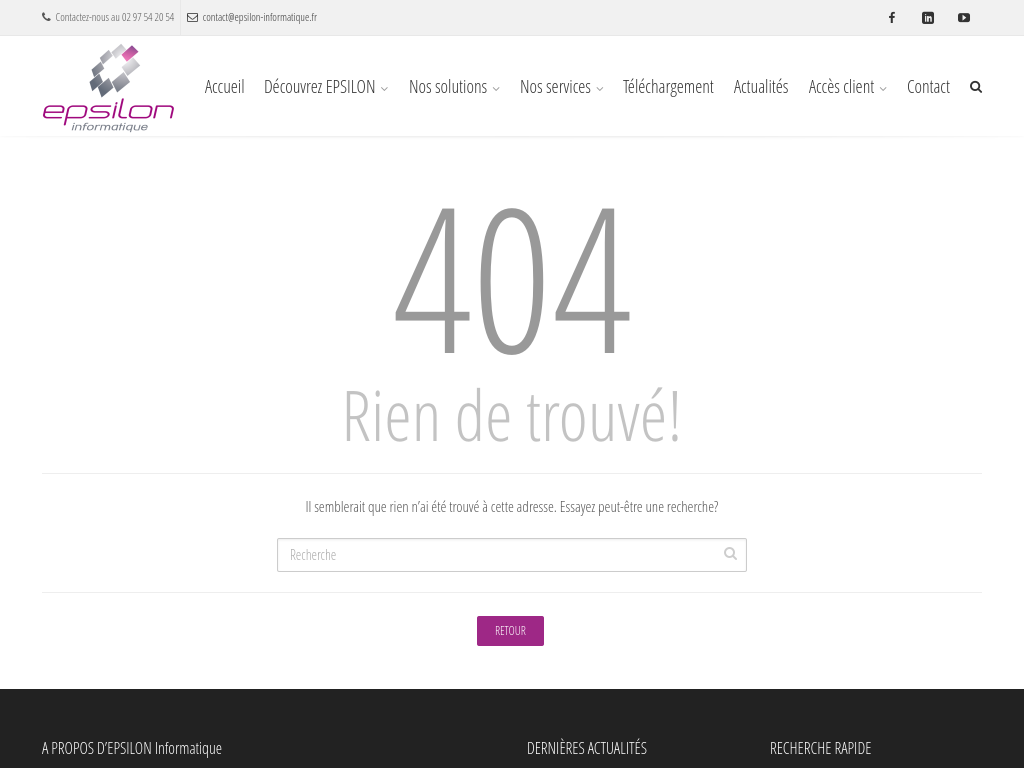 Contactez-nous au 02 97 54 20 54 contact@epsilon-informatique.fr
epsilon
informatique
Accueil Découvrez EPSILON Nos solutions Nos services Téléchargement Actualités Accès client Contact
404
Rien de trouvé!
Il semblerait que rien n’ai été trouvé à cette adresse. Essayez peut-être une recherche?
Recherche
RETOUR
A PROPOS D’EPSILON Informatique DERNIÈRES ACTUALITÉS RECHERCHE RAPIDE